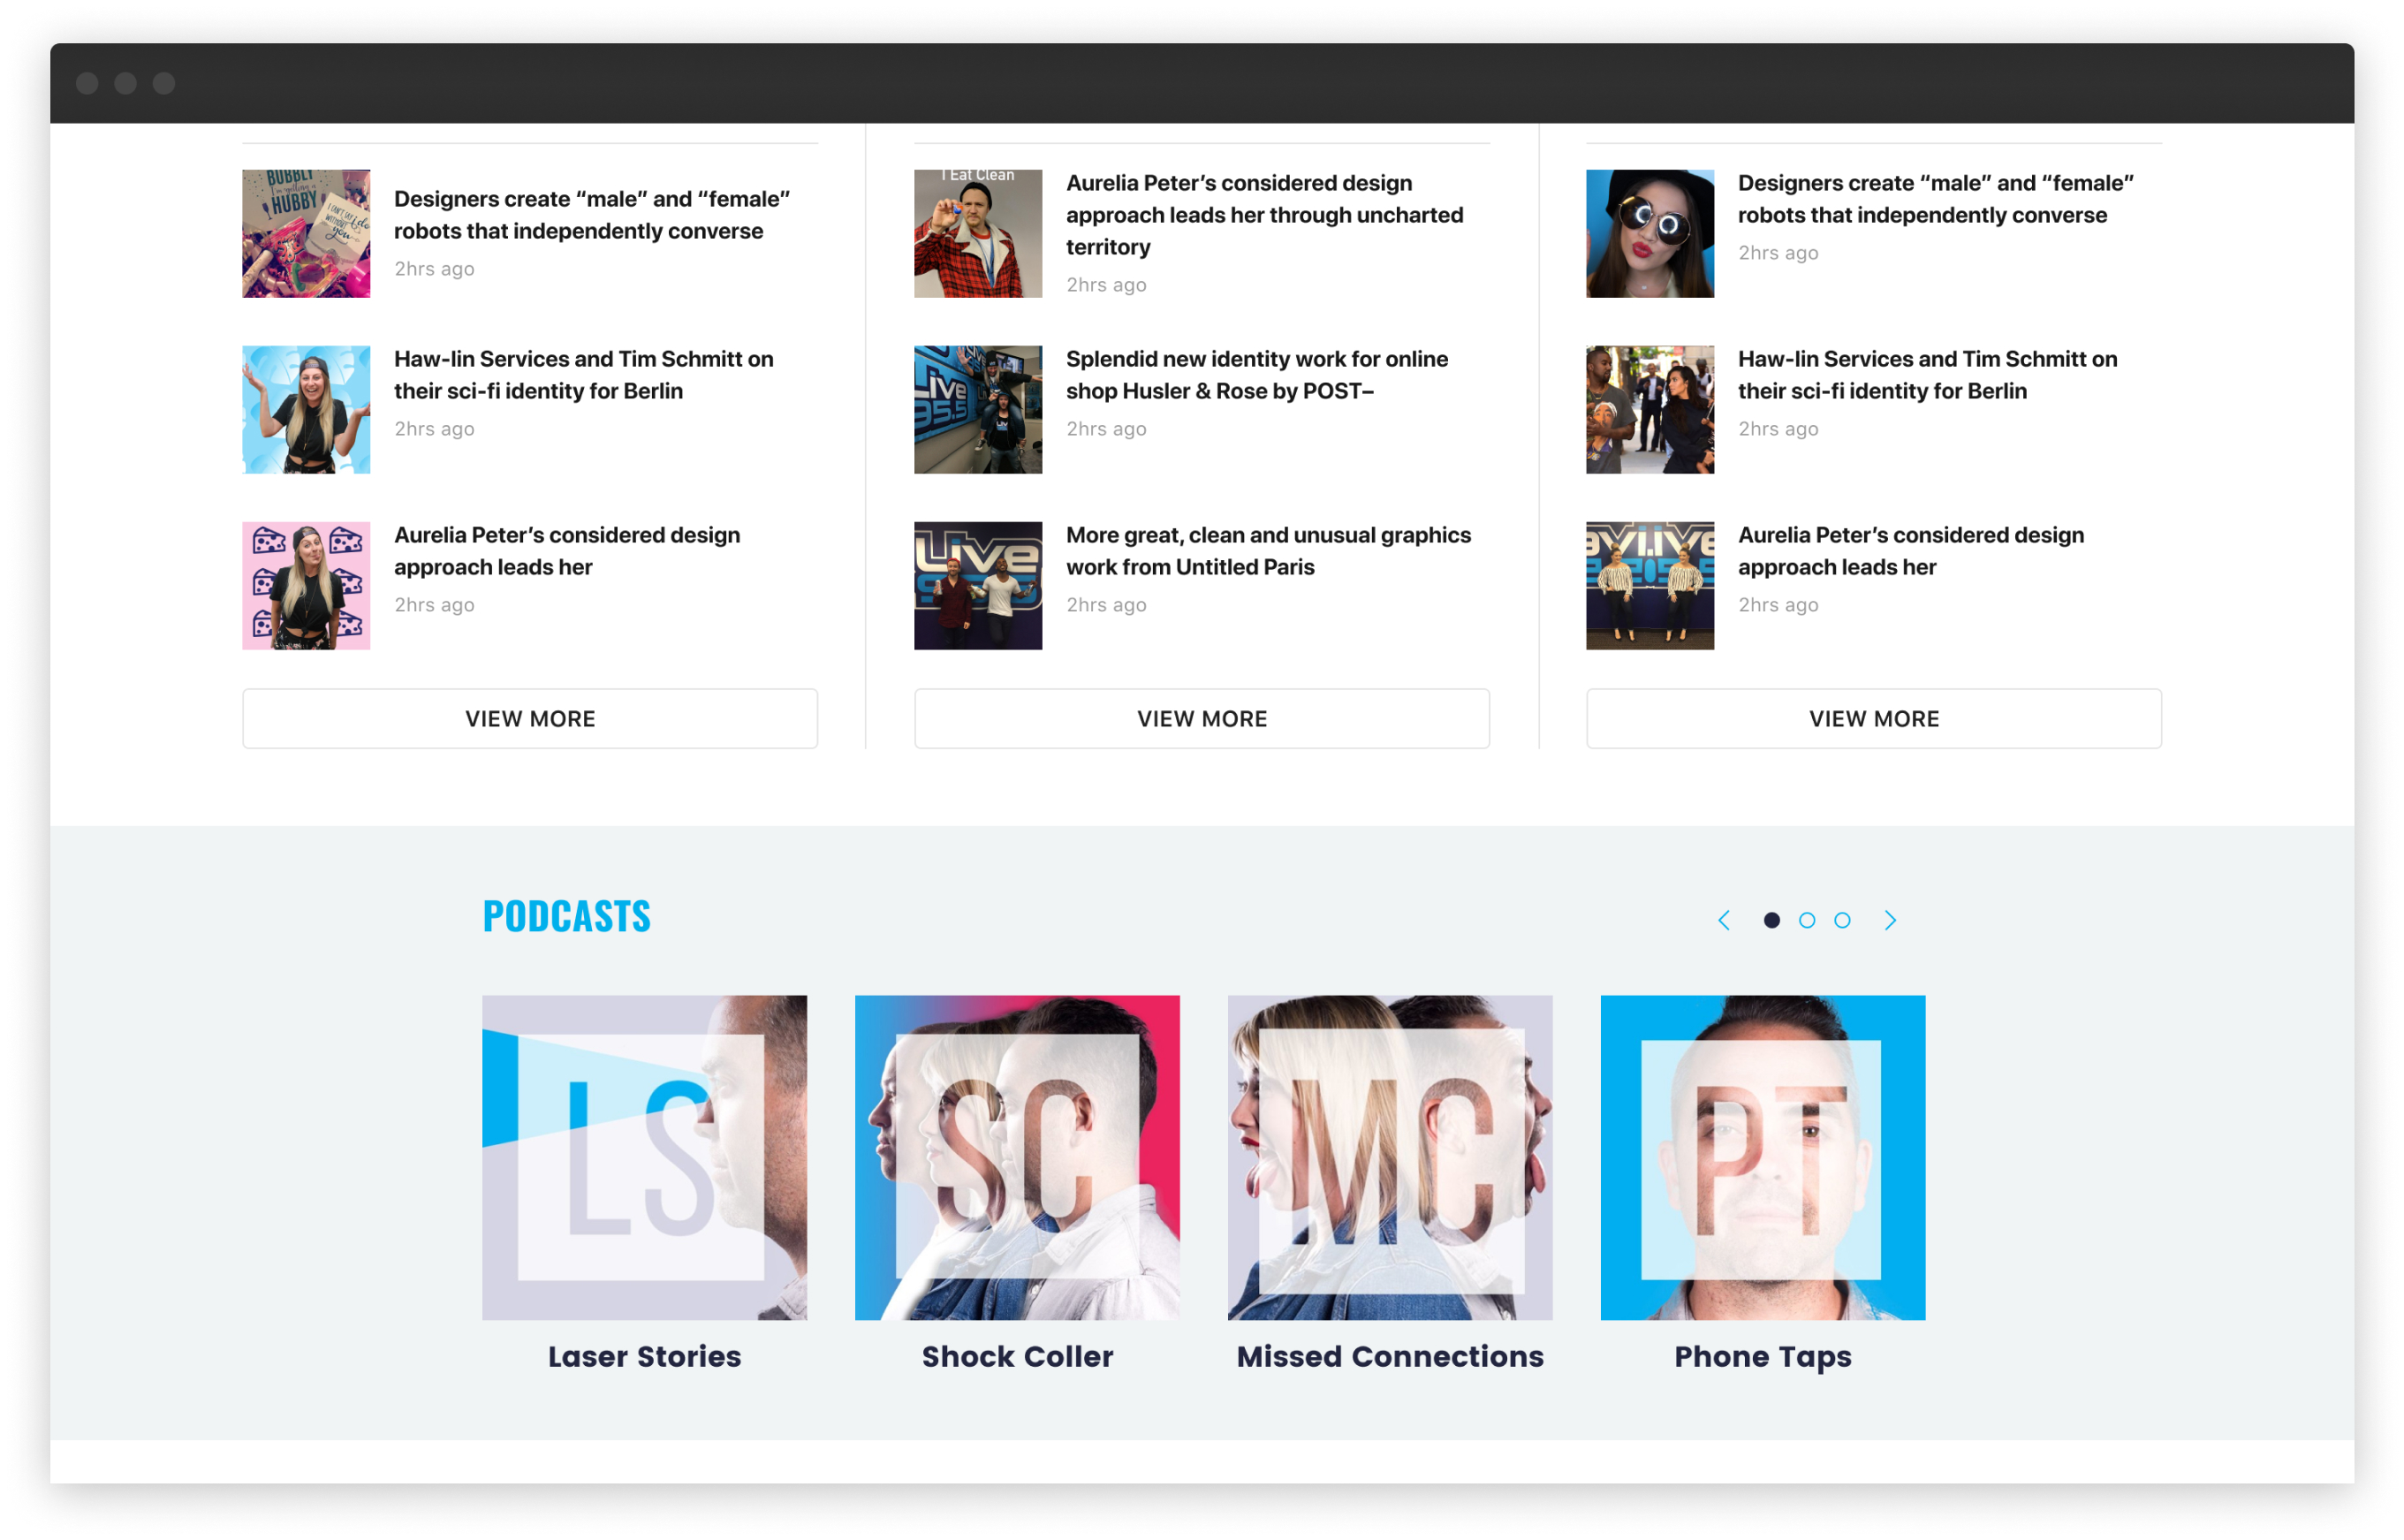 BUBBLY
I'm getting a
HUBBY
I CAN'T SAY
I do
WITHOUT
you
Designers create “male” and “female”
robots that independently converse
2hrs ago
I Eat Clean
Aurelia Peter’s considered design
approach leads her through uncharted
territory
2hrs ago
Designers create “male” and “female”
robots that independently converse
2hrs ago
Haw-lin Services and Tim Schmitt on
their sci-fi identity for Berlin
2hrs ago
Live
95.5
Splendid new identity work for online
shop Husler & Rose by POST–
2hrs ago
Haw-lin Services and Tim Schmitt on
their sci-fi identity for Berlin
2hrs ago
Aurelia Peter’s considered design
approach leads her
2hrs ago
Live
955
More great, clean and unusual graphics
work from Untitled Paris
2hrs ago
Aurelia Peter’s considered design
approach leads her
2hrs ago
VIEW MORE
VIEW MORE
VIEW MORE
PODCASTS
LS
SC
MC
PT
Laser Stories
Shock Coller
Missed Connections
Phone Taps